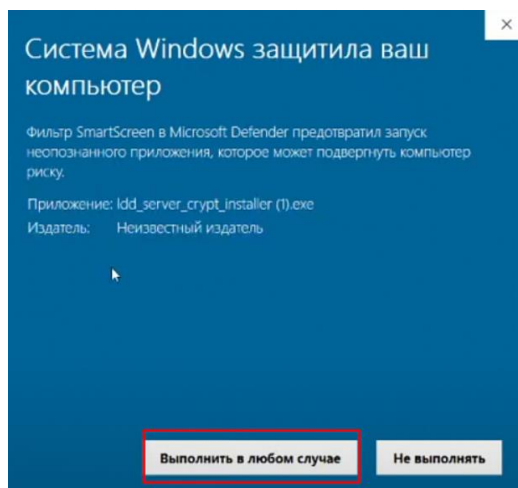 Система Windows защитила ваш
компьютер
Фильтр SmartScreen в Microsoft Defender предотвратил запуск
неопознанного приложения, которое может подвергнуть компьютер
риску.
Приложение: ldd_server_crypt_installer (1).exe
Издатель: Неизвестный издатель
Выполнить в любом случае
Не выполнять